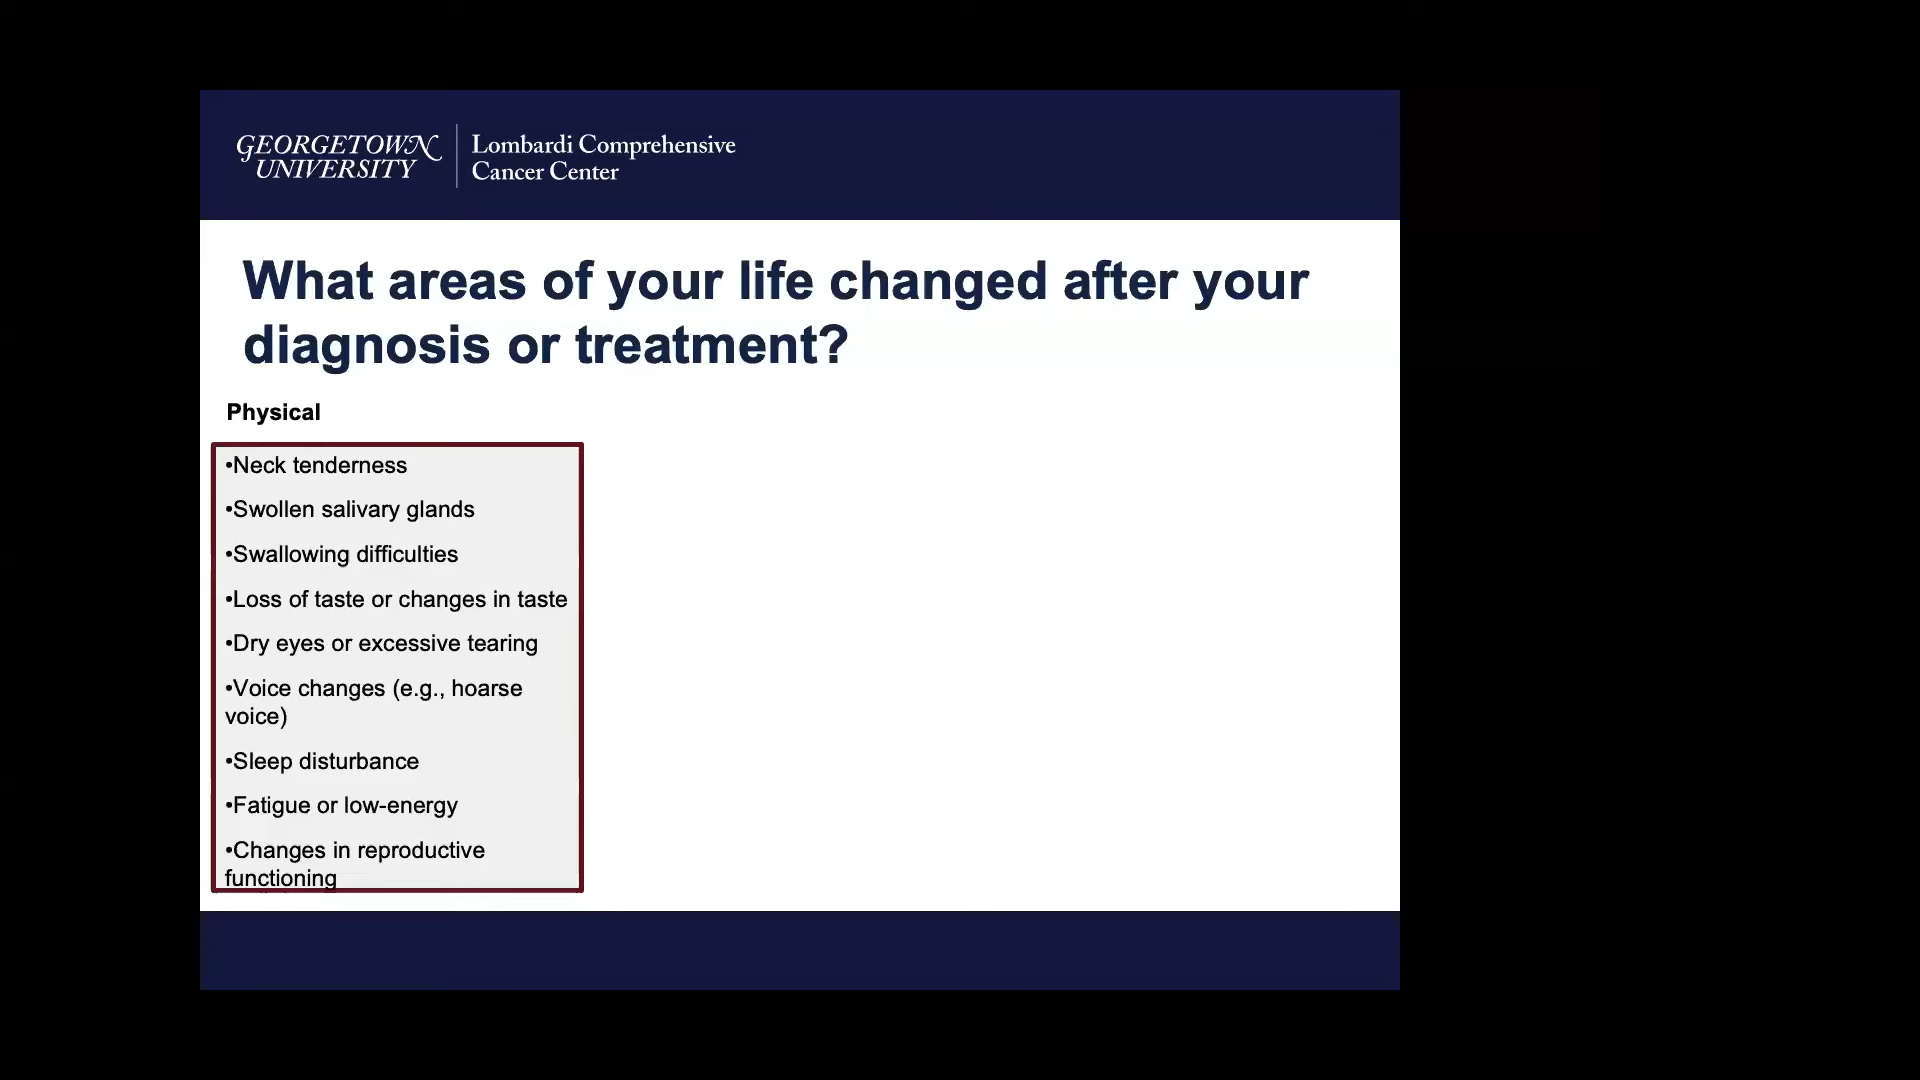 GEORGETOWN
UNIVERSITY
Lombardi Comprehensive
Cancer Center
What areas of your life changed after your
diagnosis or treatment?
Physical
•Neck tenderness
•Swollen salivary glands
•Swallowing difficulties
•Loss of taste or changes in taste
•Dry eyes or excessive tearing
•Voice changes (e.g., hoarse
voice)
•Sleep disturbance
•Fatigue or low-energy
•Changes in reproductive
functioning